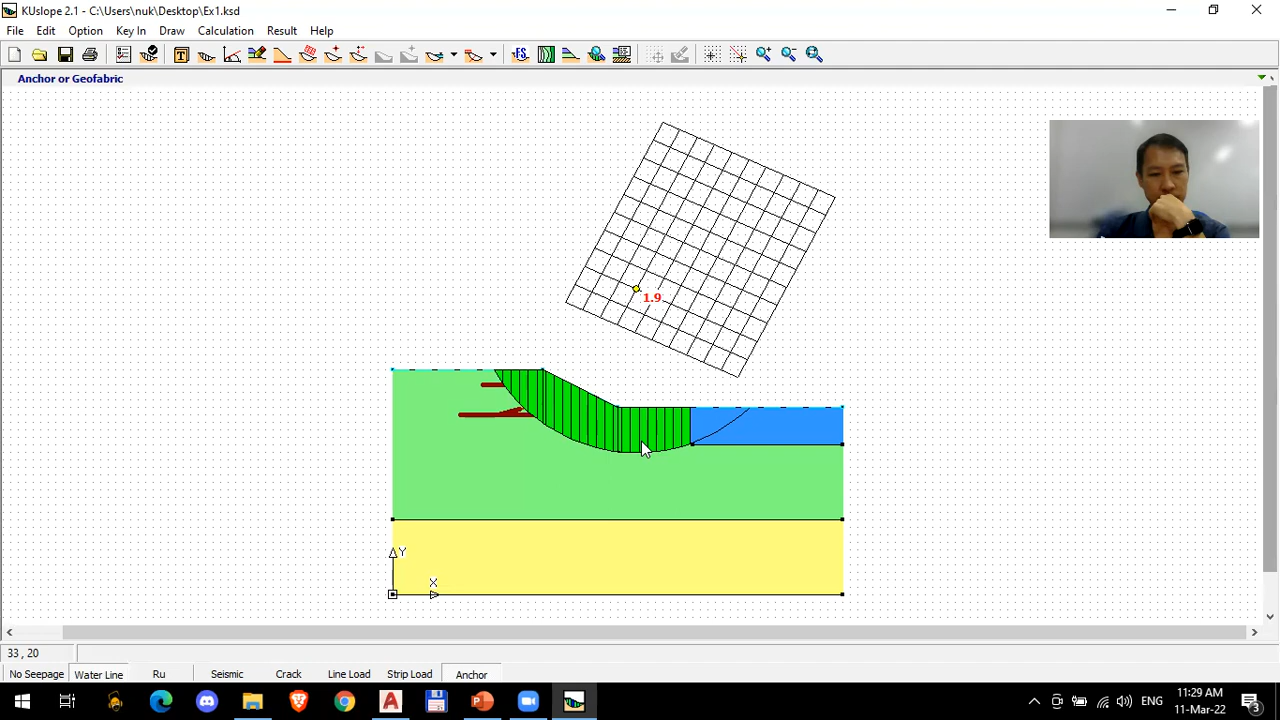 KUslope 2.1 - C:\Users\nuk\Desktop\Ex1.ksd
File Edit Option Key In Draw Calculation Result Help
T FS
Anchor or Geofabric
1.9
Y
X
33 , 20
No Seepage Water Line Ru Seismic Crack Line Load Strip Load Anchor
A P ENG 11:29 AM
11-Mar-22 3